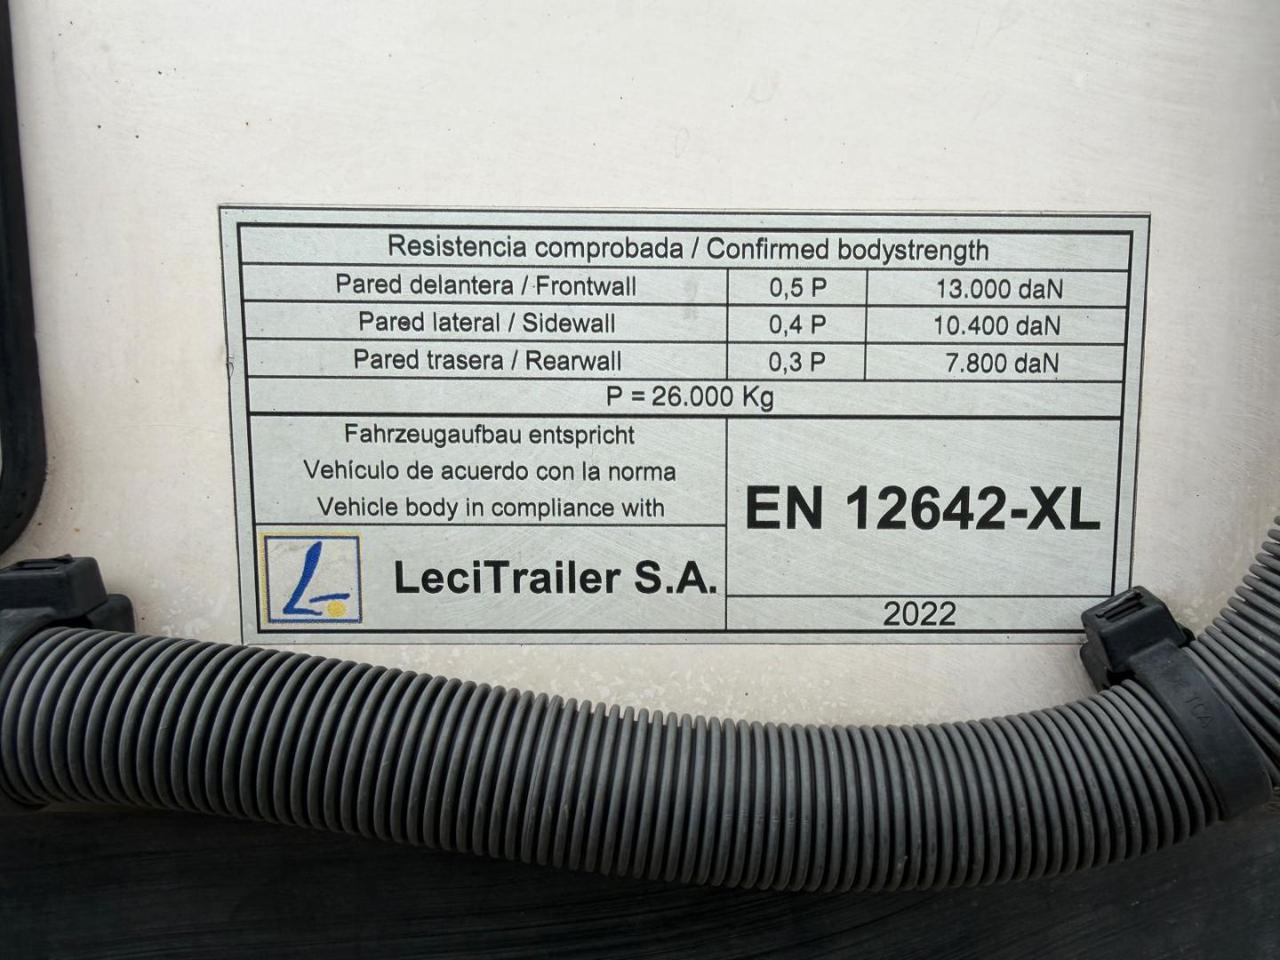 Resistencia comprobada / Confirmed bodystrength
Pared delantera / Frontwall 0,5 P 13.000 daN
Pared lateral / Sidewall 0,4 P 10.400 daN
Pared trasera / Rearwall 0,3 P 7.800 daN
P = 26.000 Kg
Fahrzeugaufbau entspricht
Vehículo de acuerdo con la norma
Vehicle body in compliance with
EN 12642-XL
LeciTrailer S.A.
2022